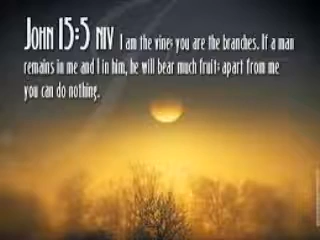 John 15:5 NIV I am the vine; you are the branches. If a man
remains in me and I in him, he will bear much fruit; apart from me
you can do nothing.